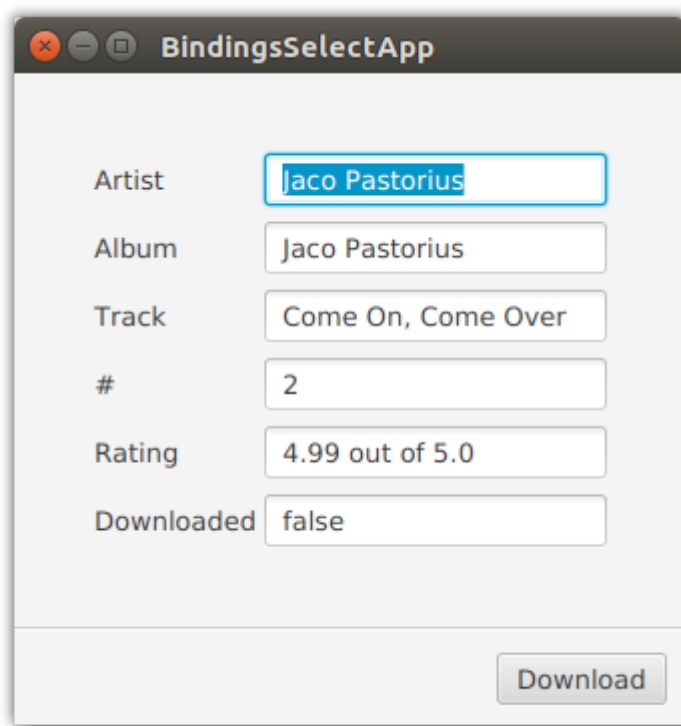 BindingsSelectApp
Artist Jaco Pastorius
Album Jaco Pastorius
Track Come On, Come Over
# 2
Rating 4.99 out of 5.0
Downloaded false
Download